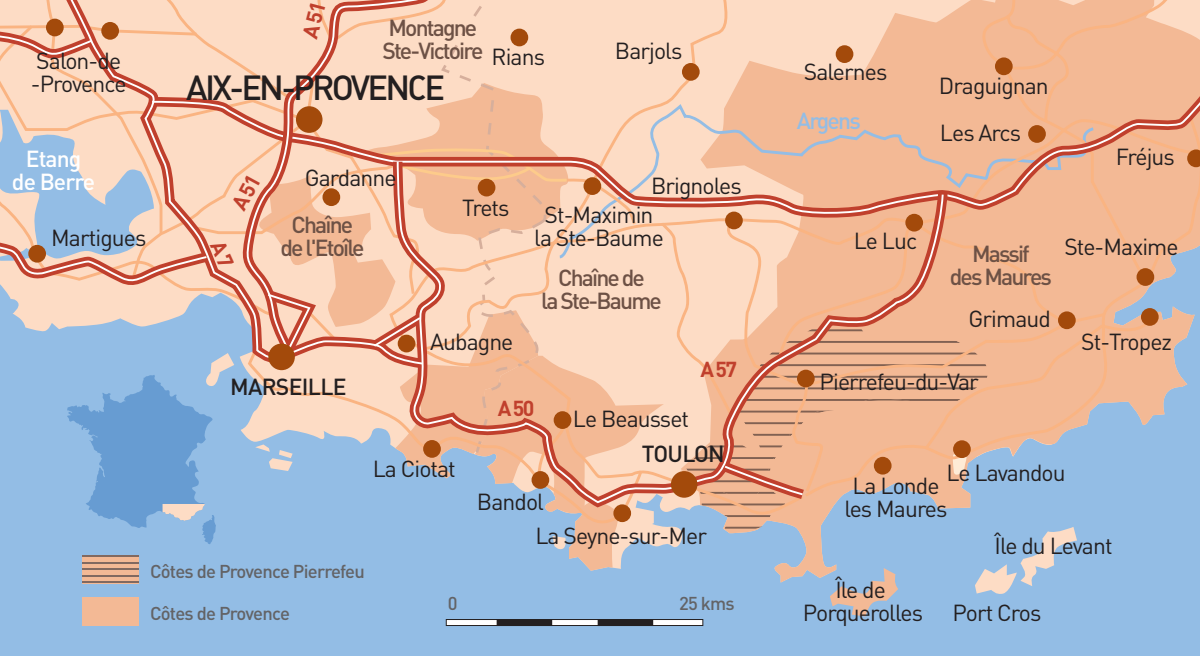 A 51
Montagne
Ste-Victoire
Rians
Barjols
Salernes
Draguignan
Salon-de
-Provence
AIX-EN-PROVENCE
Argens
Les Arcs
Fréjus
Etang
de Berre
A 51
Gardanne
Trets
Brignoles
St-Maximin
la Ste-Baume
Chaîne
de l'Etoîle
Martigues
A7
Le Luc
Massif
des Maures
Ste-Maxime
Chaîne de
la Ste-Baume
Grimaud
St-Tropez
Aubagne
MARSEILLE
A 57
Pierrefeu-du-Var
A 50
Le Beausset
TOULON
La Ciotat
Bandol
La Seyne-sur-Mer
La Londe
les Maures
Le Lavandou
Île du Levant
Île de
Porquerolles
Port Cros
Côtes de Provence Pierrefeu
Côtes de Provence
0
25 kms